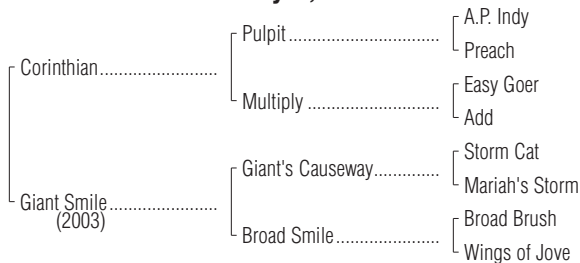 A.P. Indy
Pulpit
Preach
Corinthian
Easy Goer
Multiply
Add
Storm Cat
Giant's Causeway
Mariah's Storm
Giant Smile
(2003)
Broad Brush
Broad Smile
Wings of Jove